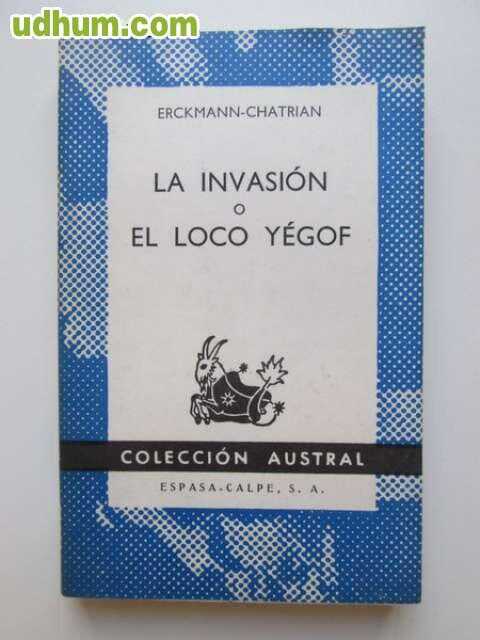 udhum.com
ERCKMANN-CHATRIAN
LA INVASIÓN
O
EL LOCO YÉGOF
COLECCIÓN AUSTRAL
ESPASA-CALPE, S. A.